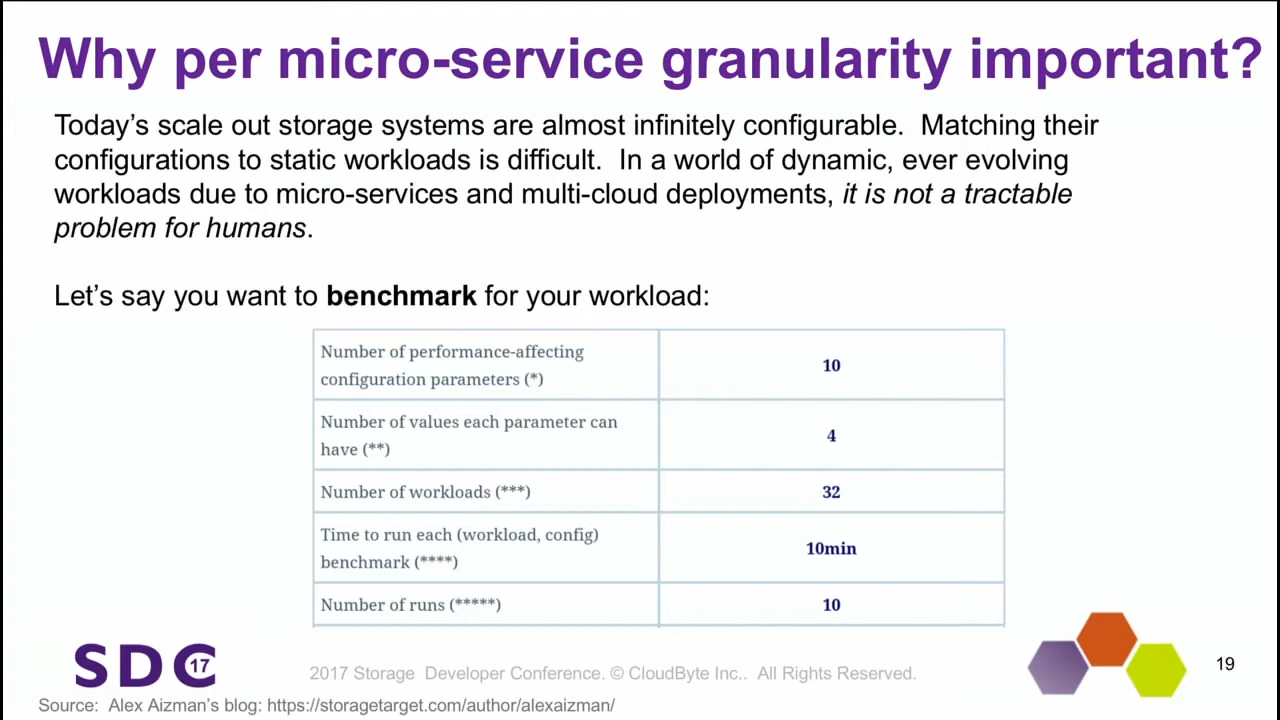 Why per micro-service granularity important?
Today’s scale out storage systems are almost infinitely configurable.  Matching their
configurations to static workloads is difficult.  In a world of dynamic, ever evolving
workloads due to micro-services and multi-cloud deployments, it is not a tractable
problem for humans.
Let’s say you want to benchmark for your workload:
Number of performance-affecting
configuration parameters (*)
10
Number of values each parameter can
have (**)
4
Number of workloads (***)
32
Time to run each (workload, config)
benchmark (****)
10min
Number of runs (*****)
10
SDC 17
2017 Storage  Developer Conference. © CloudByte Inc..  All Rights Reserved.
19
Source:  Alex Aizman’s blog: https://storagetarget.com/author/alexaizman/